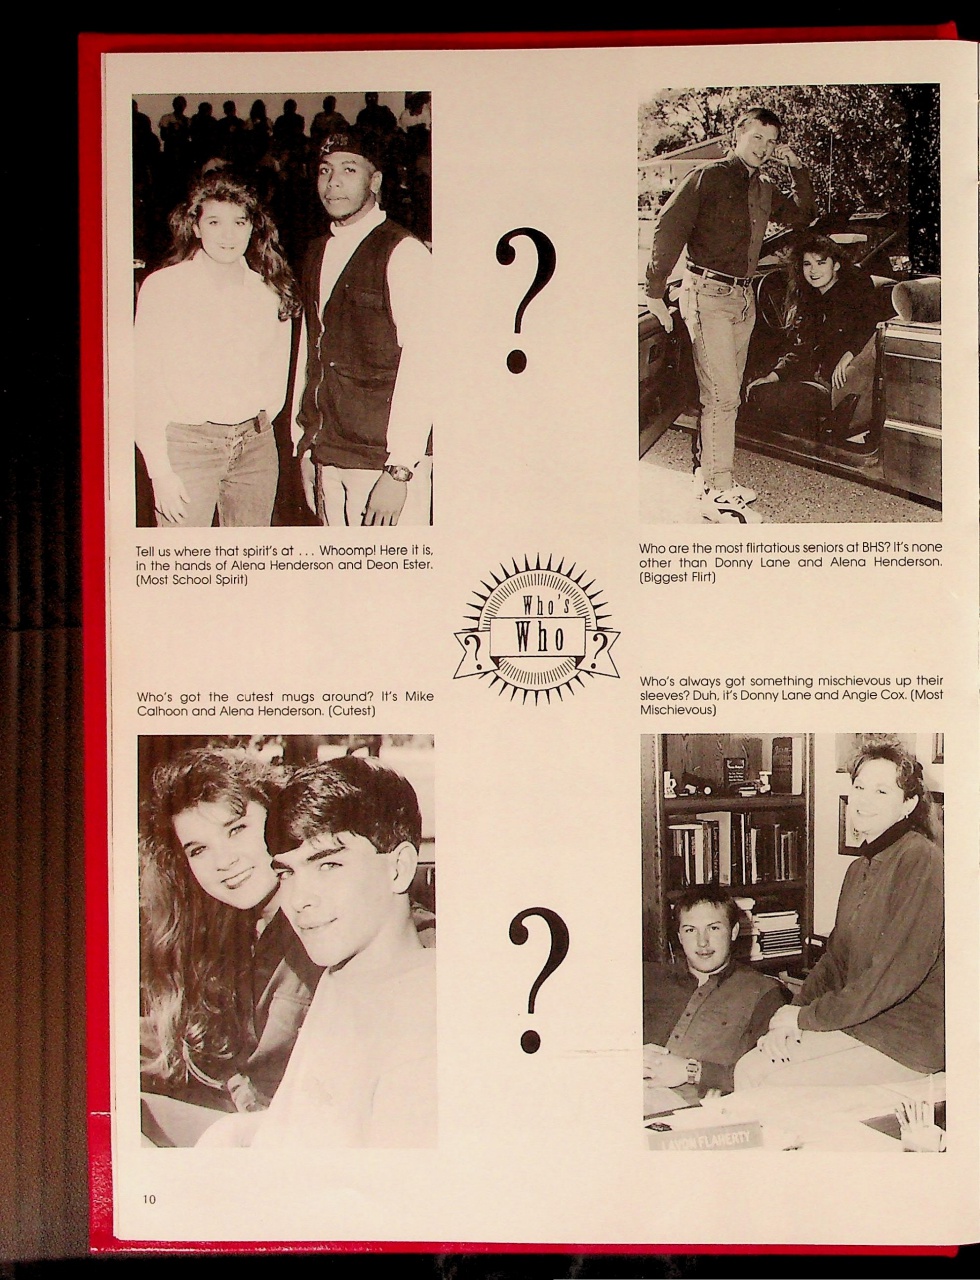 ?
Tell us where that spirit's at ... Whoomp! Here it is,
in the hands of Alena Henderson and Deon Ester.
(Most School Spirit)
Who are the most flirtatious seniors at BHS? It's none
other than Donny Lane and Alena Henderson.
(Biggest Flirt)
Who's
Who
? ?
Who's got the cutest mugs around? It's Mike
Calhoon and Alena Henderson. (Cutest)
Who's always got something mischievous up their
sleeves? Duh, it's Donny Lane and Angie Cox. (Most
Mischievous)
?
LAVON FLAHERTY
10